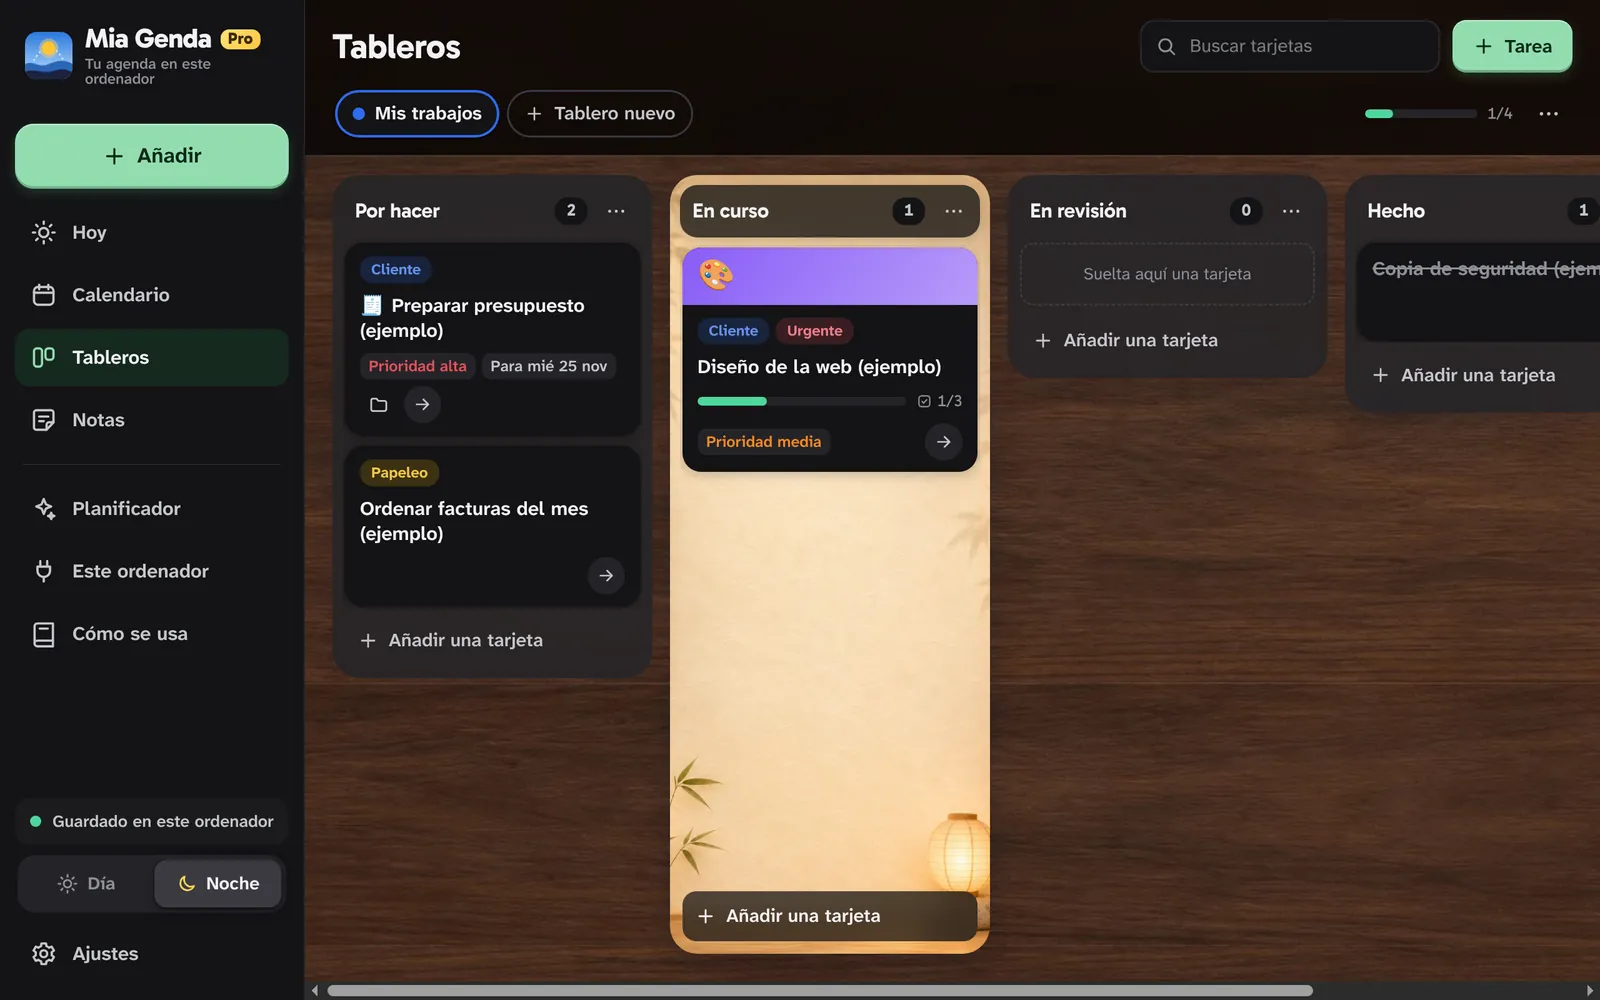 Mia Genda Pro
Tu agenda en este
ordenador
+ Añadir
Hoy
Calendario
Tableros
Notas
Planificador
Este ordenador
Cómo se usa
Guardado en este ordenador
Día
Noche
Ajustes
Tableros
Buscar tarjetas
+ Tarea
Mis trabajos
+ Tablero nuevo
1/4
Por hacer
2
Cliente
Preparar presupuesto
(ejemplo)
Prioridad alta
Para mié 25 nov
Papeleo
Ordenar facturas del mes
(ejemplo)
+ Añadir una tarjeta
En curso
1
Cliente
Urgente
Diseño de la web (ejemplo)
1/3
Prioridad media
+ Añadir una tarjeta
En revisión
0
Suelta aquí una tarjeta
+ Añadir una tarjeta
Hecho
1
Copia de seguridad (ejem
+ Añadir una tarjeta